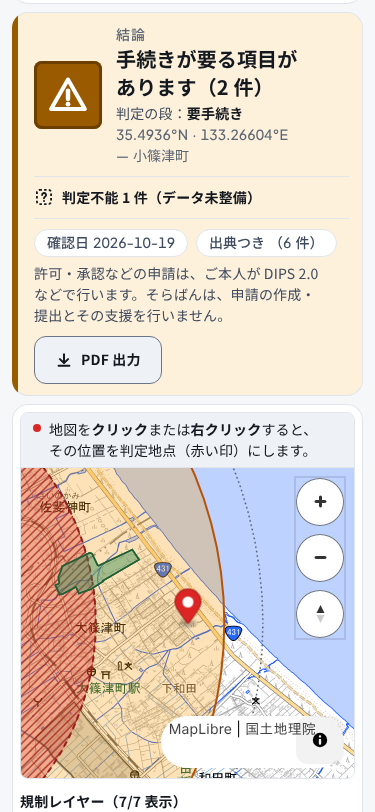 結論
手続きが要る項目が
あります（2 件）
判定の段：要手続き
35.4936°N · 133.26604°E
— 小篠津町
判定不能 1 件（データ未整備）
確認日 2026-10-19
出典つき （6 件）
許可・承認などの申請は、ご本人が DIPS 2.0
などで行います。そらばんは、申請の作成・
提出とその支援を行いません。
PDF 出力
地図をクリックまたは右クリックすると、
その位置を判定地点（赤い印）にします。
佐斐神町
431
大篠津町
431
大篠津町駅
下和田
MapLibre | 国土地理院
和田町
規制レイヤー（7/7 表示）